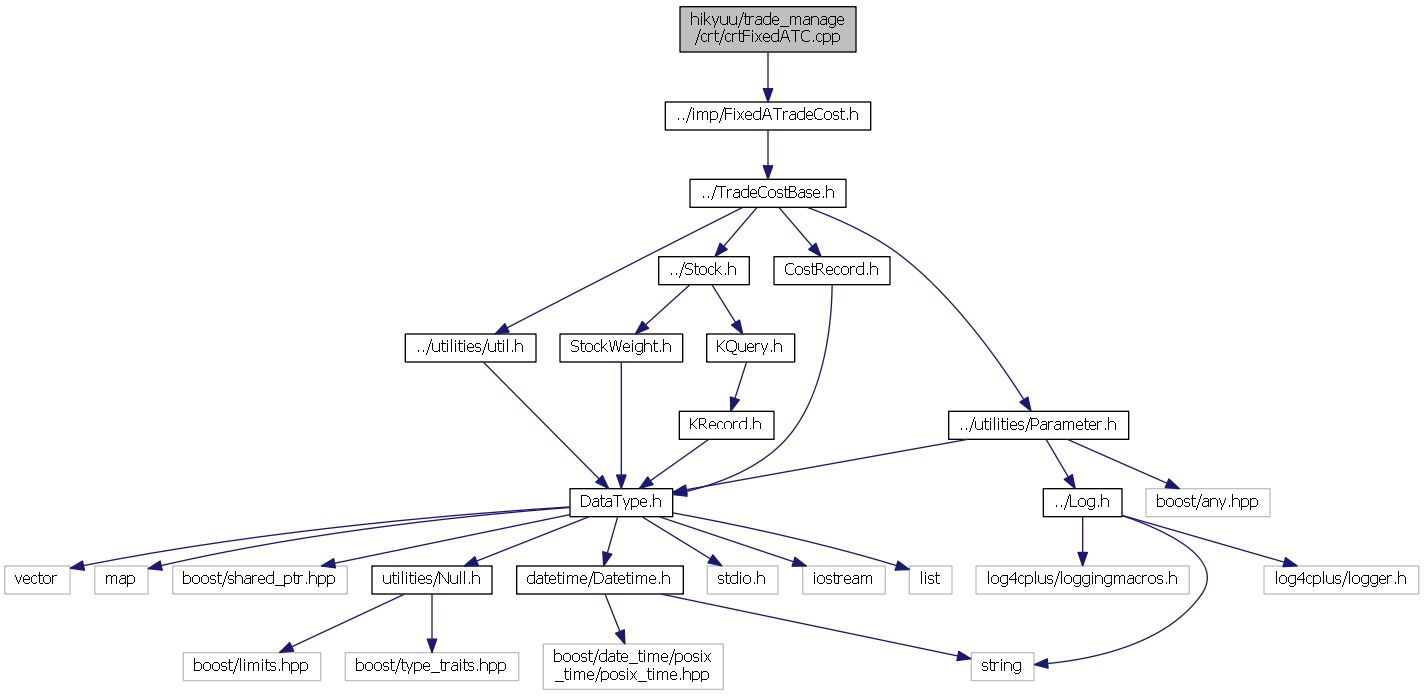 hikyuu/trade_manage
/crt/crtFixedATC.cpp
../imp/FixedATradeCost.h
../TradeCostBase.h
../Stock.h
CostRecord.h
../utilities/util.h
StockWeight.h
KQuery.h
KRecord.h
../utilities/Parameter.h
DataType.h
../Log.h
boost/any.hpp
vector
map
boost/shared_ptr.hpp
utilities/Null.h
datetime/Datetime.h
stdio.h
iostream
list
log4cplus/loggingmacros.h
log4cplus/logger.h
boost/limits.hpp
boost/type_traits.hpp
boost/date_time/posix
_time/posix_time.hpp
string